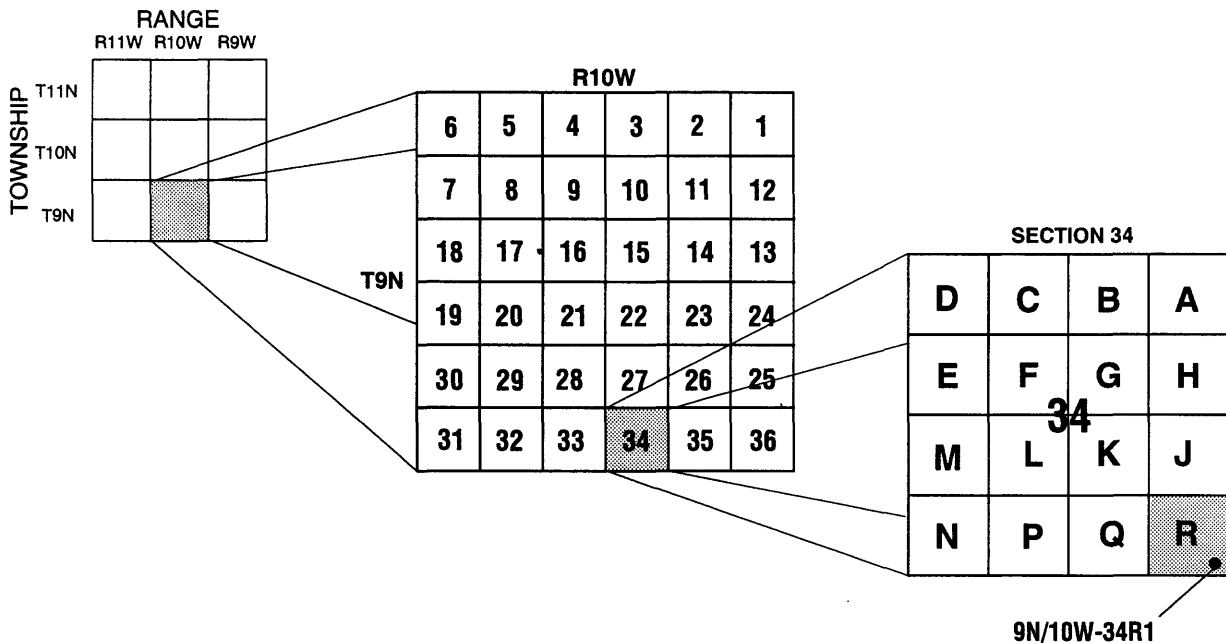 RANGE
R11W R10W R9W
TOWNSHIP
T11N
T10N
T9N
R10W
T9N
6 5 4 3 2 1
7 8 9 10 11 12
18 17 16 15 14 13
19 20 21 22 23 24
30 29 28 27 26 25
31 32 33 34 35 36
SECTION 34
D C B A
E F G H
34
M L K J
N P Q R
9N/10W-34R1